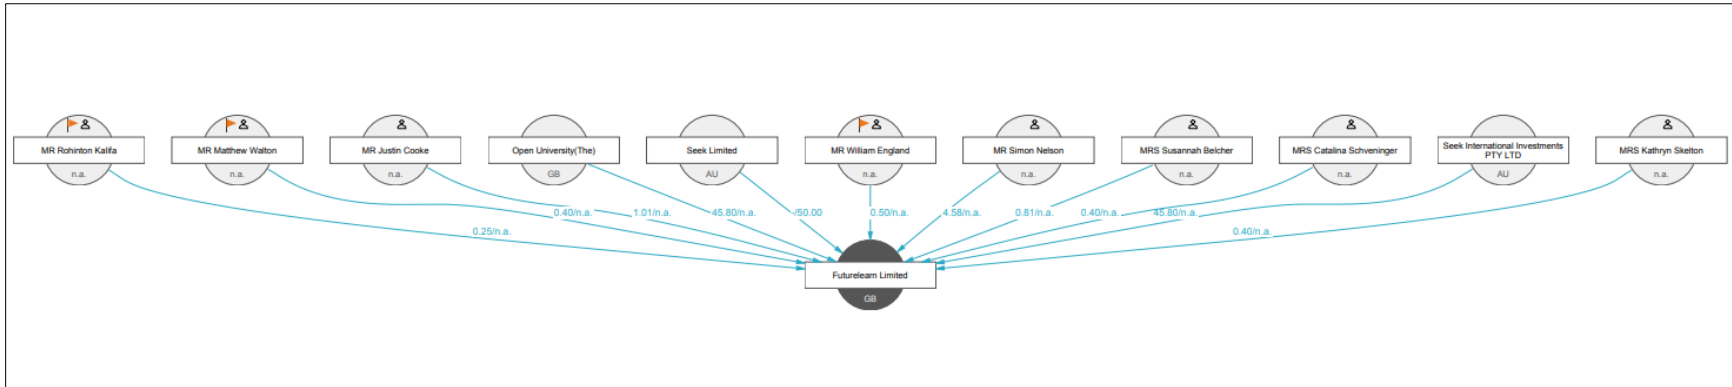 MR Rohinton Kalifa
n.a.
MR Matthew Walton
n.a.
MR Justin Cooke
n.a.
Open University(The)
GB
Seek Limited
AU
MR William England
n.a.
MR Simon Nelson
n.a.
MRS Susannah Belcher
n.a.
MRS Catalina Schveninger
n.a.
Seek International Investments
PTY LTD
AU
MRS Kathryn Skelton
n.a.
0.25/n.a.
0.40/n.a.
1.01/n.a.
45.80/n.a.
-/50.00
0.50/n.a.
4.58/n.a.
0.81/n.a.
0.40/n.a.
45.80/n.a.
0.40/n.a.
Futurelearn Limited
GB